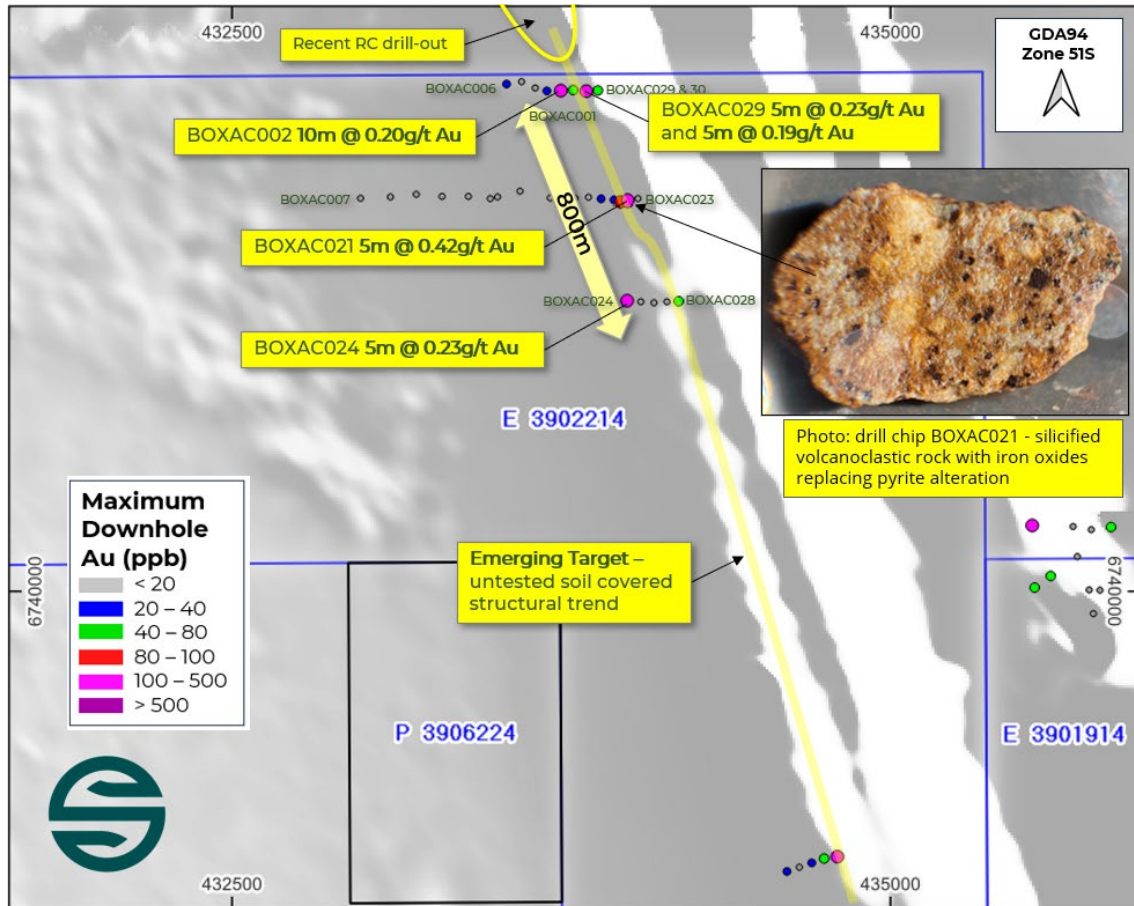 432500
435000
Recent RC drill-out
GDA94
Zone 51S
BOXAC006
BOXAC029 & 30
BOXAC001
BOXAC002 10m @ 0.20g/t Au
BOXAC029 5m @ 0.23g/t Au
and 5m @ 0.19g/t Au
BOXAC007
BOXAC023
800m
BOXAC021 5m @ 0.42g/t Au
BOXAC024
BOXAC028
BOXAC024 5m @ 0.23g/t Au
E 3902214
Photo: drill chip BOXAC021 - silicified
volcanoclastic rock with iron oxides
replacing pyrite alteration
Maximum
Downhole
Au (ppb)
< 20
20 – 40
40 – 80
80 – 100
100 – 500
> 500
Emerging Target –
untested soil covered
structural trend
6740000
6740000
P 3906224
E 3901914
432500
435000